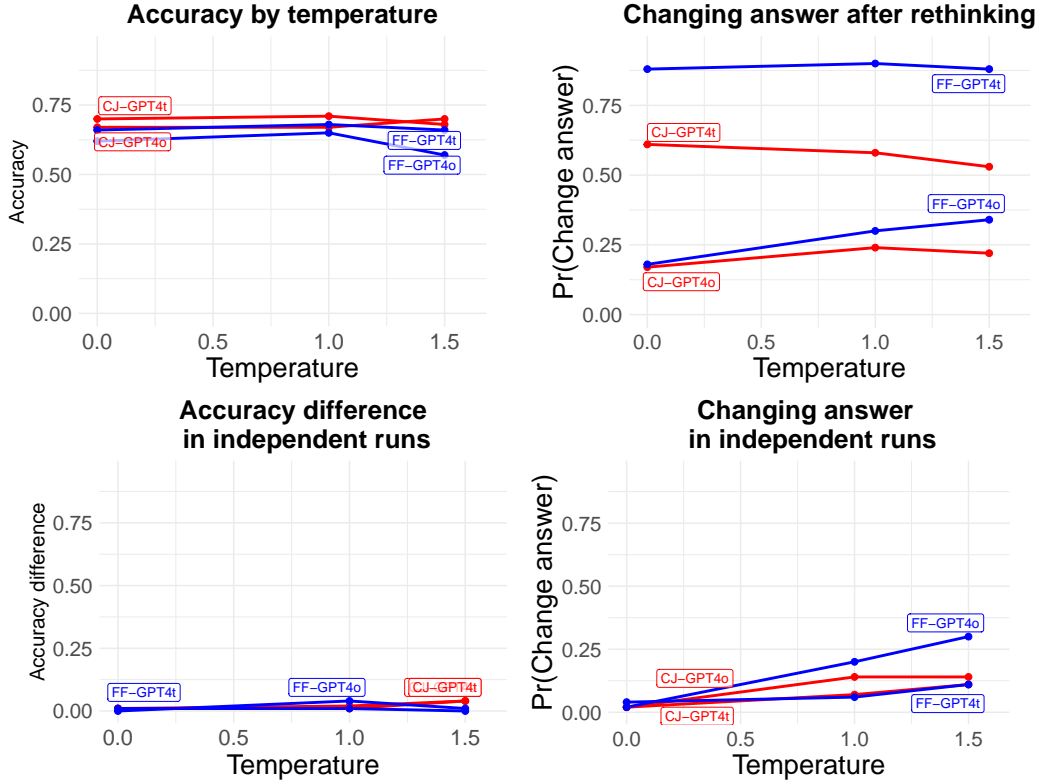 Accuracy by temperature
Accuracy
0.75
0.50
0.25
0.00
CJ−GPT4t
CJ−GPT4o
FF−GPT4t
FF−GPT4o
0.0 0.5 1.0 1.5
Temperature
Changing answer after rethinking
Pr(Change answer)
0.75
0.50
0.25
0.00
FF−GPT4t
CJ−GPT4t
FF−GPT4o
CJ−GPT4o
0.0 0.5 1.0 1.5
Temperature
Accuracy difference
in independent runs
Accuracy difference
0.75
0.50
0.25
0.00
FF−GPT4t
FF−GPT4o
CJ−GPT4t
0.0 0.5 1.0 1.5
Temperature
Changing answer
in independent runs
Pr(Change answer)
0.75
0.50
0.25
0.00
FF−GPT4o
CJ−GPT4o
CJ−GPT4t
FF−GPT4t
0.0 0.5 1.0 1.5
Temperature